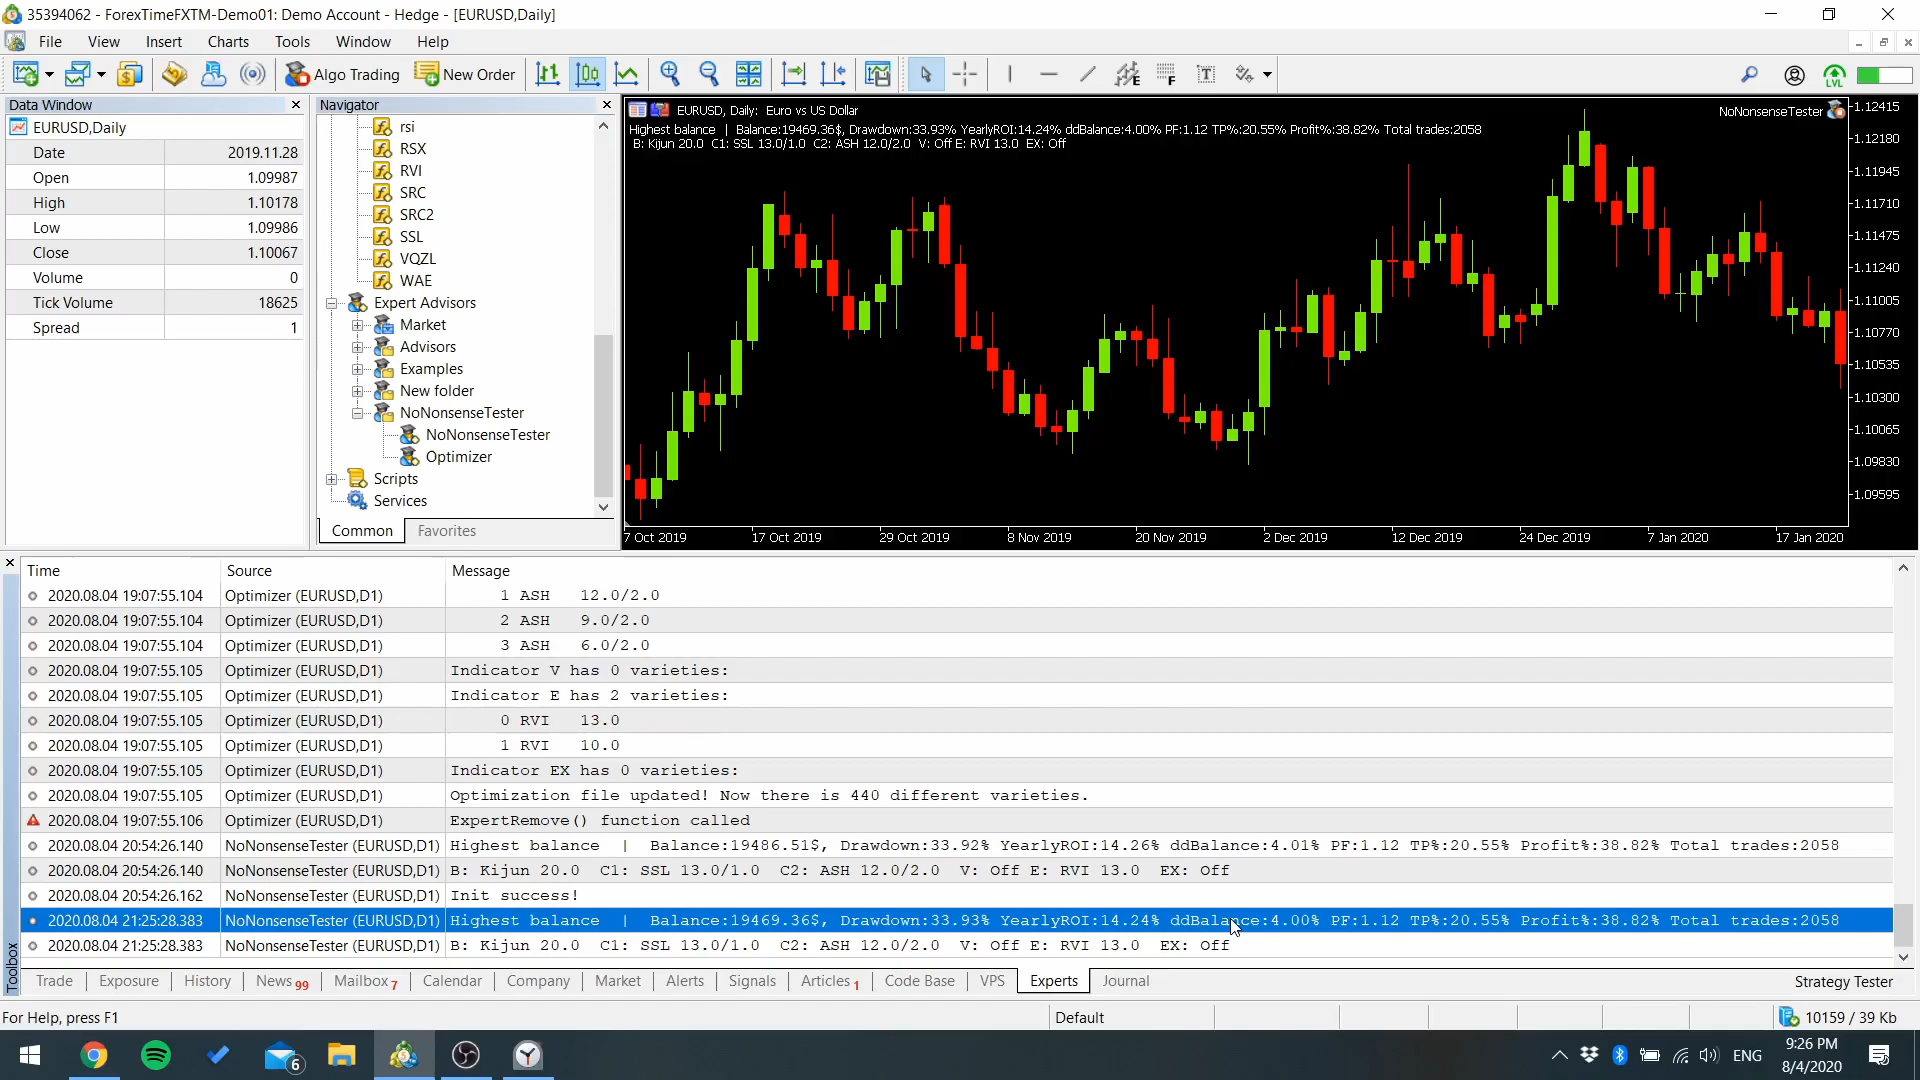 35394062 - ForexTimeFXTM-Demo01: Demo Account - Hedge - [EURUSD,Daily]
File View Insert Charts Tools Window Help
Algo Trading New Order E F T LVL
Data Window
EURUSD,Daily
Date 2019.11.28
Open 1.09987
High 1.10178
Low 1.09986
Close 1.10067
Volume 0
Tick Volume 18625
Spread 1
Navigator
rsi
RSX
RVI
SRC
SRC2
SSL
VQZL
WAE
Expert Advisors
Market
Advisors
Examples
New folder
NoNonsenseTester
NoNonsenseTester
Optimizer
Scripts
Services
Common Favorites
EURUSD, Daily: Euro vs US Dollar
NoNonsenseTester
Highest balance | Balance:19469.36$, Drawdown:33.93% YearlyROI:14.24% ddBalance:4.00% PF:1.12 TP%:20.55% Profit%:38.82% Total trades:2058
B: Kijun 20.0 C1: SSL 13.0/1.0 C2: ASH 12.0/2.0 V: Off E: RVI 13.0 EX: Off
1.12415
1.12180
1.11945
1.11710
1.11475
1.11240
1.11005
1.10770
1.10535
1.10300
1.10065
1.09830
1.09595
7 Oct 2019 17 Oct 2019 29 Oct 2019 8 Nov 2019 20 Nov 2019 2 Dec 2019 12 Dec 2019 24 Dec 2019 7 Jan 2020 17 Jan 2020
Time Source Message
2020.08.04 19:07:55.104 Optimizer (EURUSD,D1) 1 ASH 12.0/2.0
2020.08.04 19:07:55.104 Optimizer (EURUSD,D1) 2 ASH 9.0/2.0
2020.08.04 19:07:55.104 Optimizer (EURUSD,D1) 3 ASH 6.0/2.0
2020.08.04 19:07:55.105 Optimizer (EURUSD,D1) Indicator V has 0 varieties:
2020.08.04 19:07:55.105 Optimizer (EURUSD,D1) Indicator E has 2 varieties:
2020.08.04 19:07:55.105 Optimizer (EURUSD,D1) 0 RVI 13.0
2020.08.04 19:07:55.105 Optimizer (EURUSD,D1) 1 RVI 10.0
2020.08.04 19:07:55.105 Optimizer (EURUSD,D1) Indicator EX has 0 varieties:
2020.08.04 19:07:55.105 Optimizer (EURUSD,D1) Optimization file updated! Now there is 440 different varieties.
2020.08.04 19:07:55.106 Optimizer (EURUSD,D1) ExpertRemove() function called
2020.08.04 20:54:26.140 NoNonsenseTester (EURUSD,D1) Highest balance | Balance:19486.51$, Drawdown:33.92% YearlyROI:14.26% ddBalance:4.01% PF:1.12 TP%:20.55% Profit%:38.82% Total trades:2058
2020.08.04 20:54:26.140 NoNonsenseTester (EURUSD,D1) B: Kijun 20.0 C1: SSL 13.0/1.0 C2: ASH 12.0/2.0 V: Off E: RVI 13.0 EX: Off
2020.08.04 20:54:26.162 NoNonsenseTester (EURUSD,D1) Init success!
2020.08.04 21:25:28.383 NoNonsenseTester (EURUSD,D1) Highest balance | Balance:19469.36$, Drawdown:33.93% YearlyROI:14.24% ddBalance:4.00% PF:1.12 TP%:20.55% Profit%:38.82% Total trades:2058
2020.08.04 21:25:28.383 NoNonsenseTester (EURUSD,D1) B: Kijun 20.0 C1: SSL 13.0/1.0 C2: ASH 12.0/2.0 V: Off E: RVI 13.0 EX: Off
Toolbox
Trade Exposure History News 99 Mailbox 7 Calendar Company Market Alerts Signals Articles 1 Code Base VPS Experts Journal Strategy Tester
For Help, press F1 Default 10159 / 39 Kb
6 ENG 9:26 PM
8/4/2020